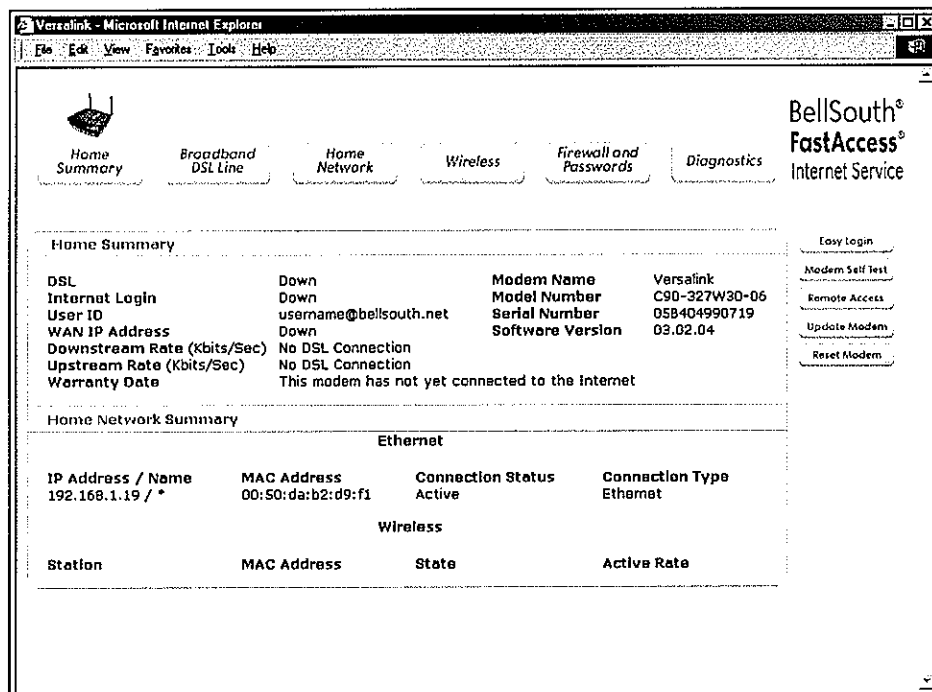 Versalink - Microsoft Internet Explorer
File Edit View Favorites Tools Help
BellSouth®
FastAccess®
Internet Service
Home Summary
Broadband DSL Line
Home Network
Wireless
Firewall and Passwords
Diagnostics
Home Summary
DSL Down Modem Name Versalink
Internet Login Down Model Number C90-327W30-06
User ID username@bellsouth.net Serial Number 05B404990719
WAN IP Address Down Software Version 03.02.04
Downstream Rate (Kbits/Sec) No DSL Connection
Upstream Rate (Kbits/Sec) No DSL Connection
Warranty Date This modem has not yet connected to the Internet
Easy Login
Modem Self Test
Remote Access
Update Modem
Reset Modem
Home Network Summary
Ethernet
IP Address / Name MAC Address Connection Status Connection Type
192.168.1.19 / * 00:50:da:b2:d9:f1 Active Ethernet
Wireless
Station MAC Address State Active Rate